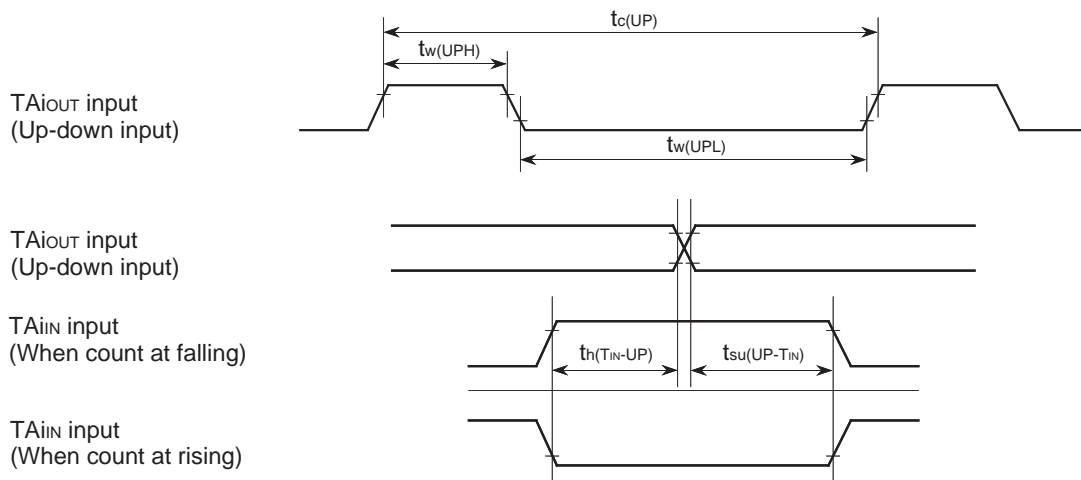 tc(UP)
tw(UPH)
TAiOUT input
(Up-down input)
tw(UPL)
TAiOUT input
(Up-down input)
TAiIN input
(When count at falling)
th(TIN-UP)
tsu(UP-TIN)
TAiIN input
(When count at rising)